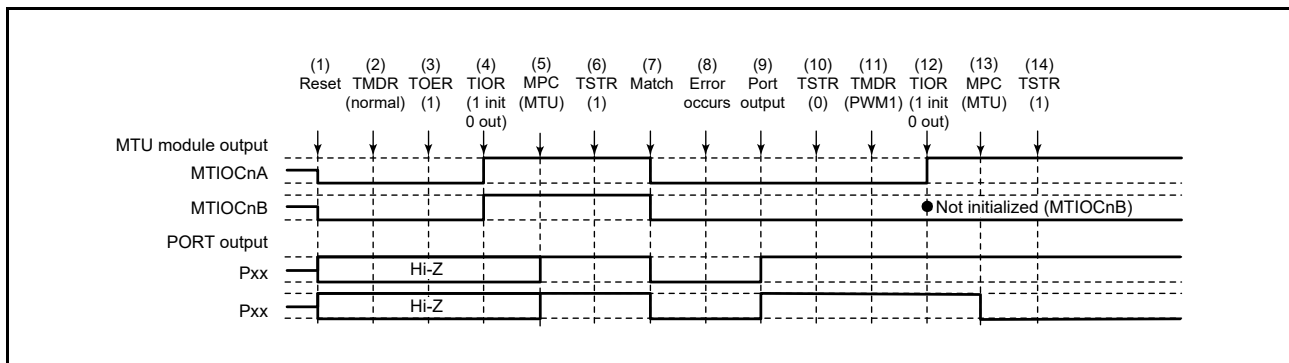 (1) (2) (3) (4) (5) (6) (7) (8) (9) (10) (11) (12) (13) (14)
Reset TMDR TOER TIOR MPC TSTR Match Error Port TSTR TMDR TIOR MPC TSTR
(normal) (1) (1 init (MTU) (1) occurs output (0) (PWM1) (1 init (MTU) (1)
0 out) 0 out)
MTU module output
MTIOCnA
MTIOCnB Not initialized (MTIOCnB)
PORT output
Pxx Hi-Z
Pxx Hi-Z